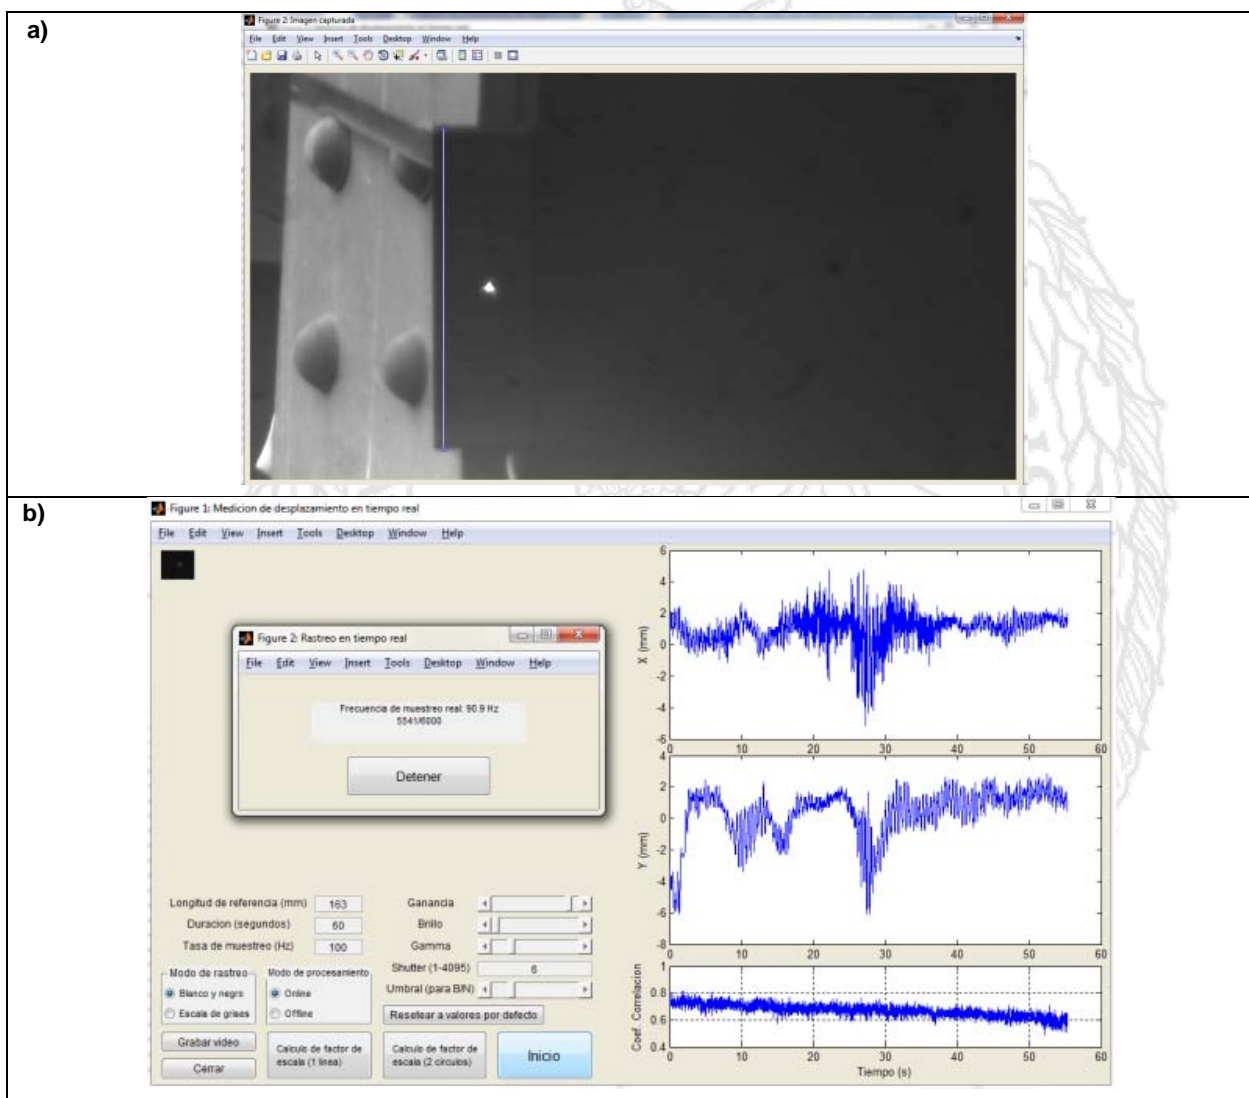 a)
Figure 2: Imagen capturada
File Edit View Insert Tools Desktop Window Help
b)
Figure 1: Medicion de desplazamiento en tiempo real
File Edit View Insert Tools Desktop Window Help
Figure 2: Rastreo en tiempo real
File Edit View Insert Tools Desktop Window Help
Frecuencia de muestreo real: 90.9 Hz
5541/6000
Detener
Longitud de referencia (mm) 163
Duracion (segundos) 60
Tasa de muestreo (Hz) 100
Modo de rastreo
Blanco y negro
Escala de grises
Modo de procesamiento
Online
Offline
Grabar video
Cerrar
Calculo de factor de
escala (1 linea)
Ganancia
Brillo
Gamma
Shutter (1-4095) 6
Umbral (para B/N)
Resetear a valores por defecto
Calculo de factor de
escala (2 circulos)
Inicio
6
4
2
0
-2
-4
-6
X (mm)
0 10 20 30 40 50 60
4
2
0
-2
-4
-6
-8
Y (mm)
0 10 20 30 40 50 60
1
0.8
0.6
0.4
Coef. Correlacion
0 10 20 30 40 50 60
Tiempo (s)